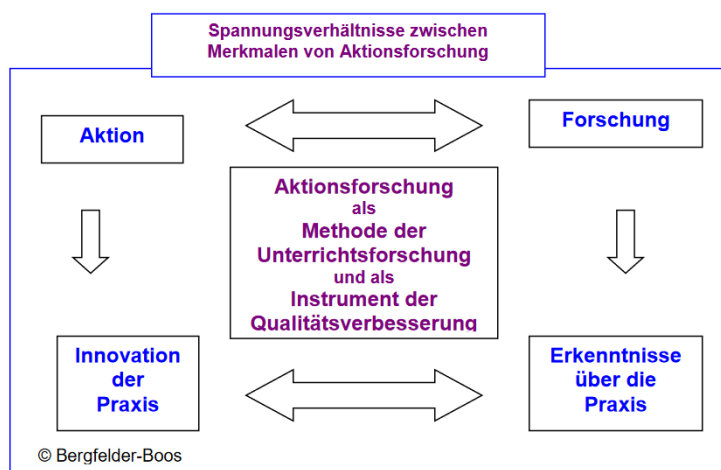 Spannungsverhältnisse zwischen
Merkmalen von Aktionsforschung
Aktion
Forschung
Aktionsforschung
als
Methode der
Unterrichtsforschung
und als
Instrument der
Qualitätsverbesserung
Innovation
der
Praxis
Erkenntnisse
über die
Praxis
© Bergfelder-Boos